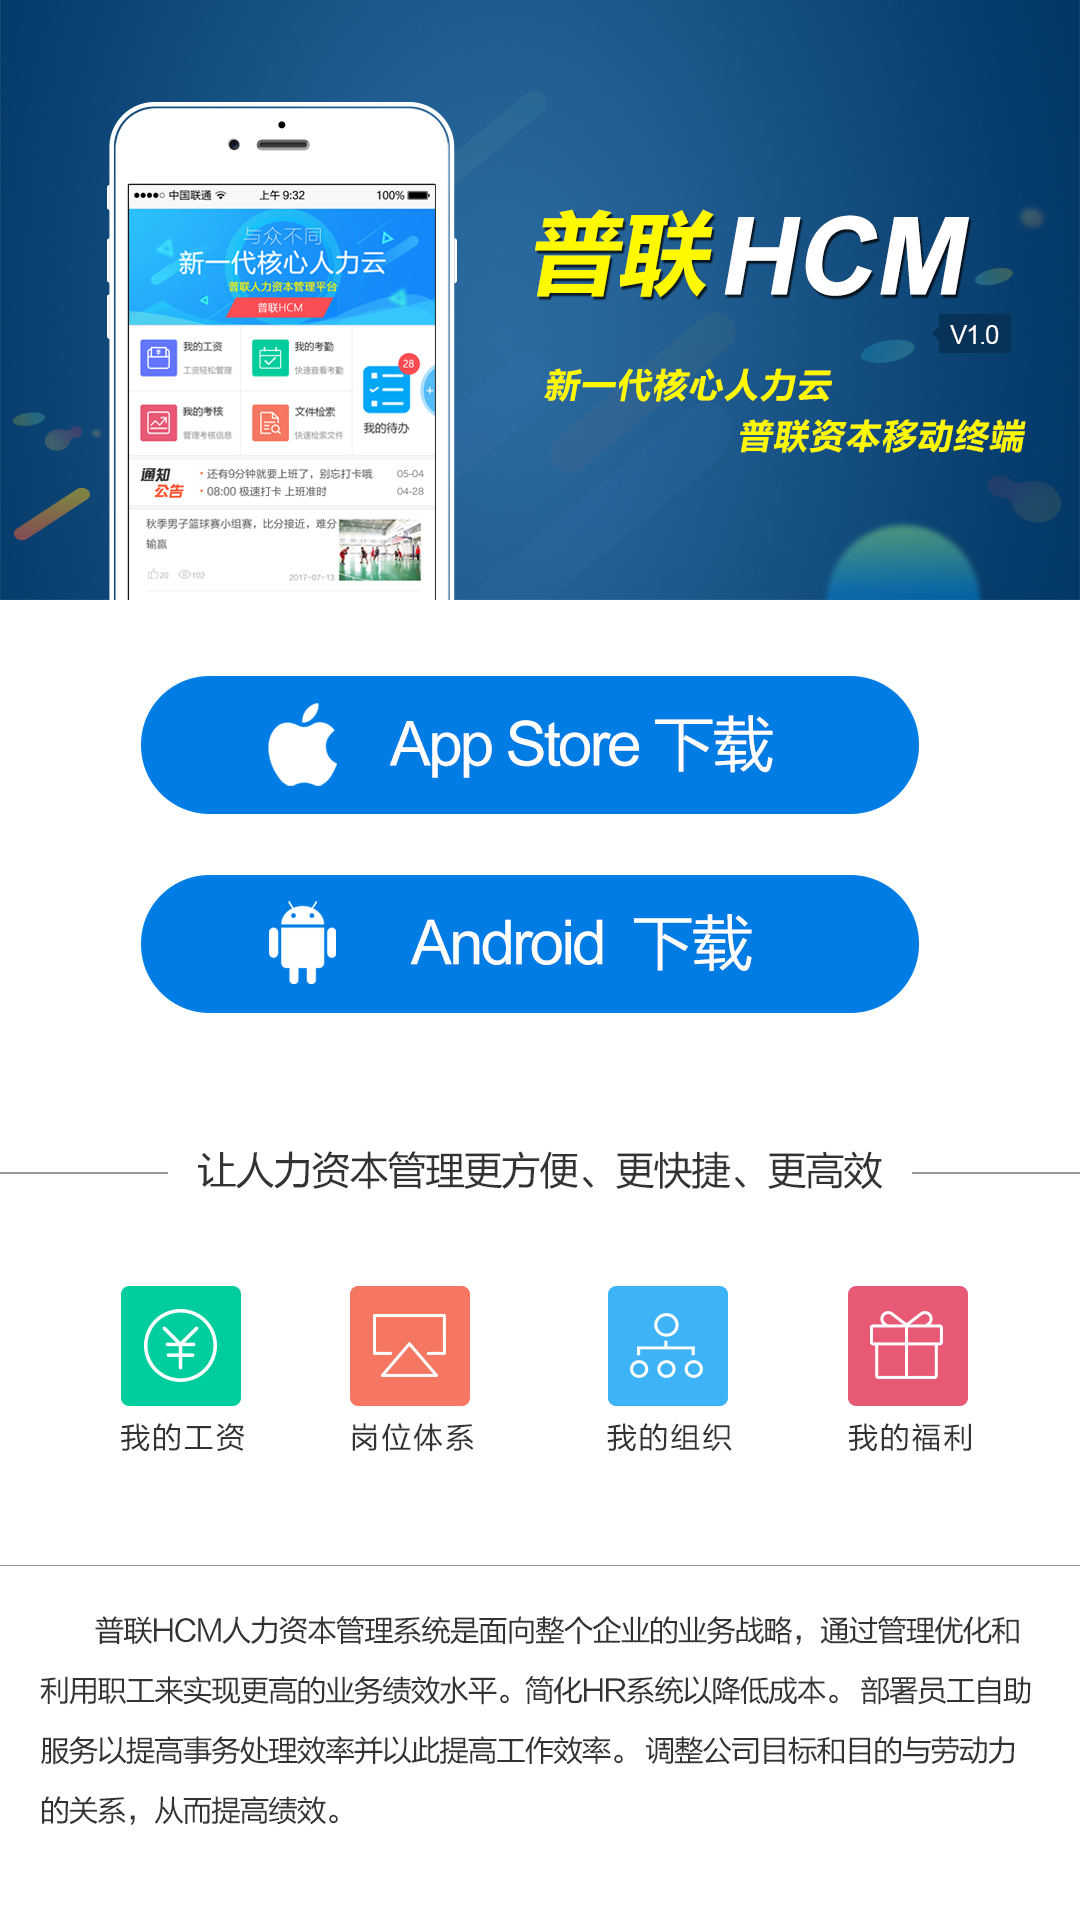 中国联通 上午 9:32 100%
与众不同
新一代核心人力云
普联人力资本管理平台
普联HCM
我的工资
工资轻松管理
我的考勤
快速查看考勤
28
我的待办
我的考核
管理考核信息
文件检索
快速检索文件
通知
公告
· 还有9分钟就要上班了，别忘打卡哦 05-04
· 08:00 极速打卡 上班准时 04-28
秋季男子篮球赛小组赛，比分接近，难分
输赢
20 102 2017-07-13
普联HCM
V1.0
新一代核心人力云
普联资本移动终端
App Store 下载
Android 下载
让人力资本管理更方便、更快捷、更高效
我的工资 岗位体系 我的组织 我的福利
普联HCM人力资本管理系统是面向整个企业的业务战略，通过管理优化和
利用职工来实现更高的业务绩效水平。简化HR系统以降低成本。 部署员工自助
服务以提高事务处理效率并以此提高工作效率。 调整公司目标和目的与劳动力
的关系，从而提高绩效。